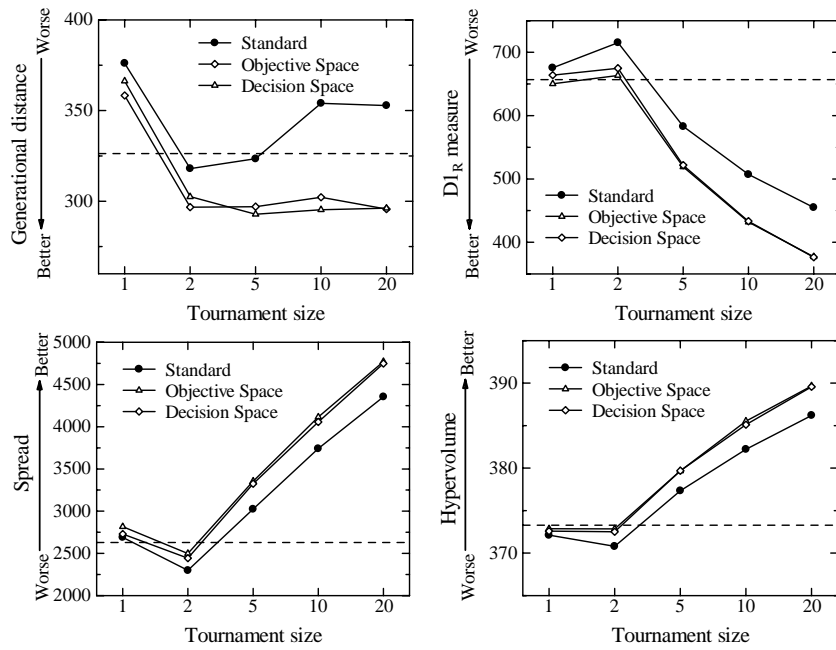 400
350
300
Worse
Better
Generational distance
Standard
Objective Space
Decision Space
1 2 5 10 20
Tournament size
700
600
500
400
Worse
Better
D1R measure
Standard
Objective Space
Decision Space
1 2 5 10 20
Tournament size
5000
4500
4000
3500
3000
2500
2000
Better
Worse
Spread
Standard
Objective Space
Decision Space
1 2 5 10 20
Tournament size
390
380
370
Better
Worse
Hypervolume
Standard
Objective Space
Decision Space
1 2 5 10 20
Tournament size